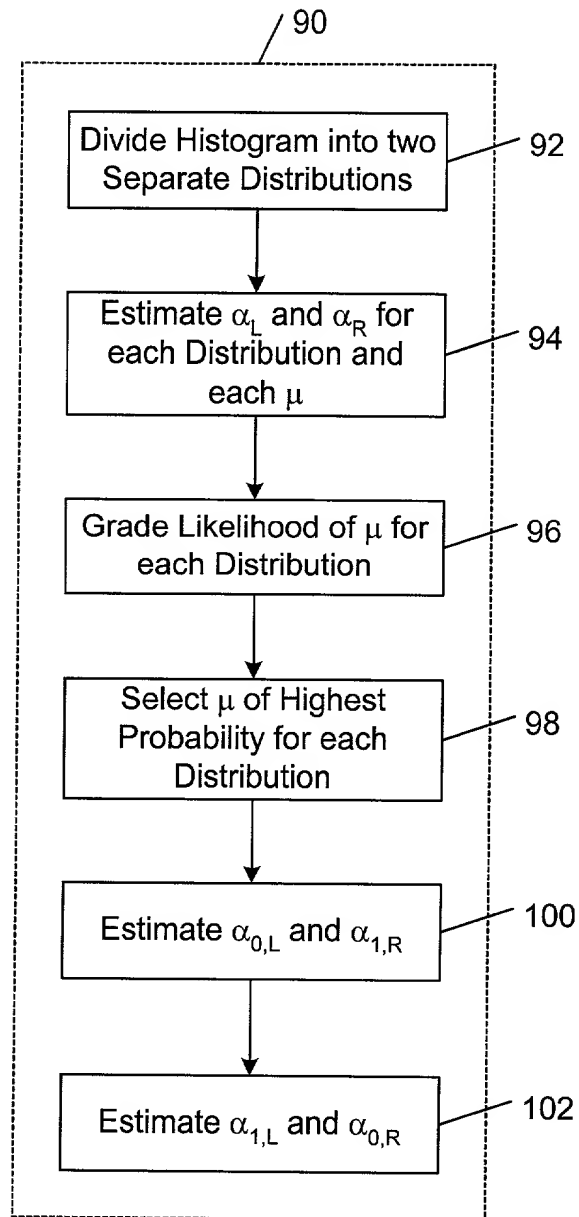 90
Divide Histogram into two
Separate Distributions
92
Estimate α_L and α_R for
each Distribution and
each μ
94
Grade Likelihood of μ for
each Distribution
96
Select μ of Highest
Probability for each
Distribution
98
Estimate α_0,L and α_1,R
100
Estimate α_1,L and α_0,R
102